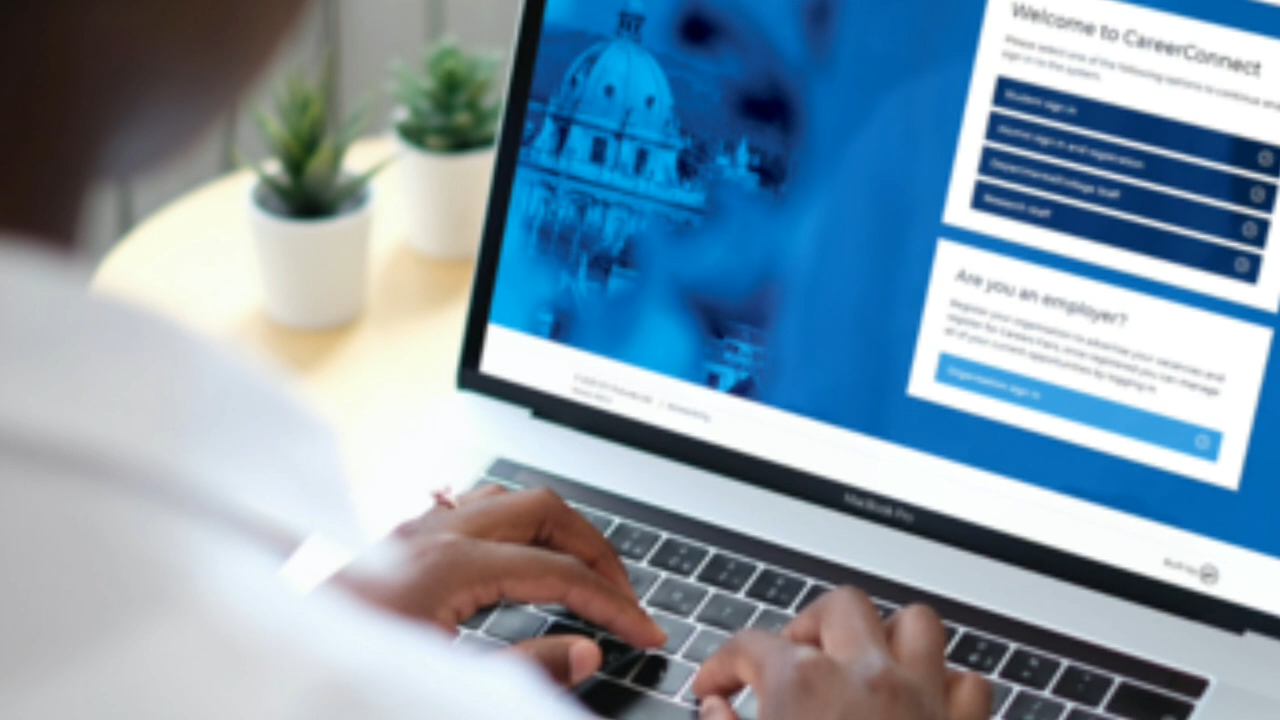 Welcome to CareerConnect
Please select one of the following options to continue and
sign in to the system.
Student sign in
Alumni sign in and registration
Departmental/college staff
Research staff
Are you an employer?
Register your organisation to advertise your vacancies and
register for Careers Fairs; once registered you can manage
all of your current opportunities by logging in
Organisation sign in
MacBook Pro